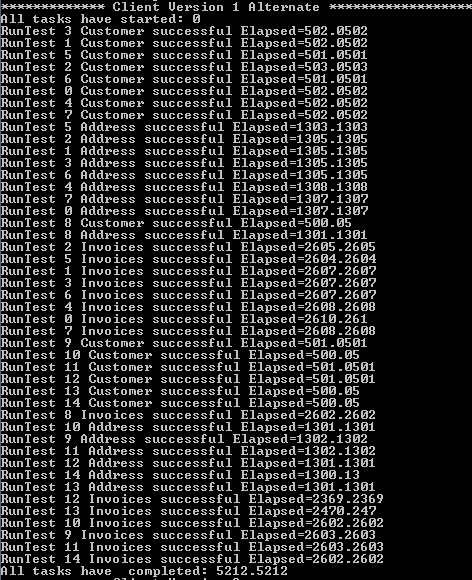 ************** Client Version 1 Alternate *********************
All tasks have started: 0
RunTest 3 Customer successful Elapsed=502.0502
RunTest 1 Customer successful Elapsed=502.0502
RunTest 5 Customer successful Elapsed=501.0501
RunTest 2 Customer successful Elapsed=503.0503
RunTest 6 Customer successful Elapsed=501.0501
RunTest 0 Customer successful Elapsed=502.0502
RunTest 4 Customer successful Elapsed=502.0502
RunTest 7 Customer successful Elapsed=502.0502
RunTest 5 Address successful Elapsed=1303.1303
RunTest 2 Address successful Elapsed=1305.1305
RunTest 1 Address successful Elapsed=1305.1305
RunTest 3 Address successful Elapsed=1305.1305
RunTest 6 Address successful Elapsed=1305.1305
RunTest 4 Address successful Elapsed=1308.1308
RunTest 7 Address successful Elapsed=1307.1307
RunTest 0 Address successful Elapsed=1307.1307
RunTest 8 Customer successful Elapsed=500.05
RunTest 8 Address successful Elapsed=1301.1301
RunTest 2 Invoices successful Elapsed=2605.2605
RunTest 5 Invoices successful Elapsed=2604.2604
RunTest 1 Invoices successful Elapsed=2607.2607
RunTest 3 Invoices successful Elapsed=2607.2607
RunTest 6 Invoices successful Elapsed=2607.2607
RunTest 4 Invoices successful Elapsed=2608.2608
RunTest 0 Invoices successful Elapsed=2610.261
RunTest 7 Invoices successful Elapsed=2608.2608
RunTest 9 Customer successful Elapsed=501.0501
RunTest 10 Customer successful Elapsed=500.05
RunTest 11 Customer successful Elapsed=501.0501
RunTest 12 Customer successful Elapsed=501.0501
RunTest 13 Customer successful Elapsed=500.05
RunTest 14 Customer successful Elapsed=500.05
RunTest 8 Invoices successful Elapsed=2602.2602
RunTest 10 Address successful Elapsed=1301.1301
RunTest 9 Address successful Elapsed=1302.1302
RunTest 11 Address successful Elapsed=1302.1302
RunTest 12 Address successful Elapsed=1301.1301
RunTest 14 Address successful Elapsed=1300.13
RunTest 13 Address successful Elapsed=1301.1301
RunTest 12 Invoices successful Elapsed=2369.2369
RunTest 13 Invoices successful Elapsed=2470.247
RunTest 10 Invoices successful Elapsed=2602.2602
RunTest 9 Invoices successful Elapsed=2603.2603
RunTest 11 Invoices successful Elapsed=2603.2603
RunTest 14 Invoices successful Elapsed=2602.2602
All tasks have  completed: 5212.5212